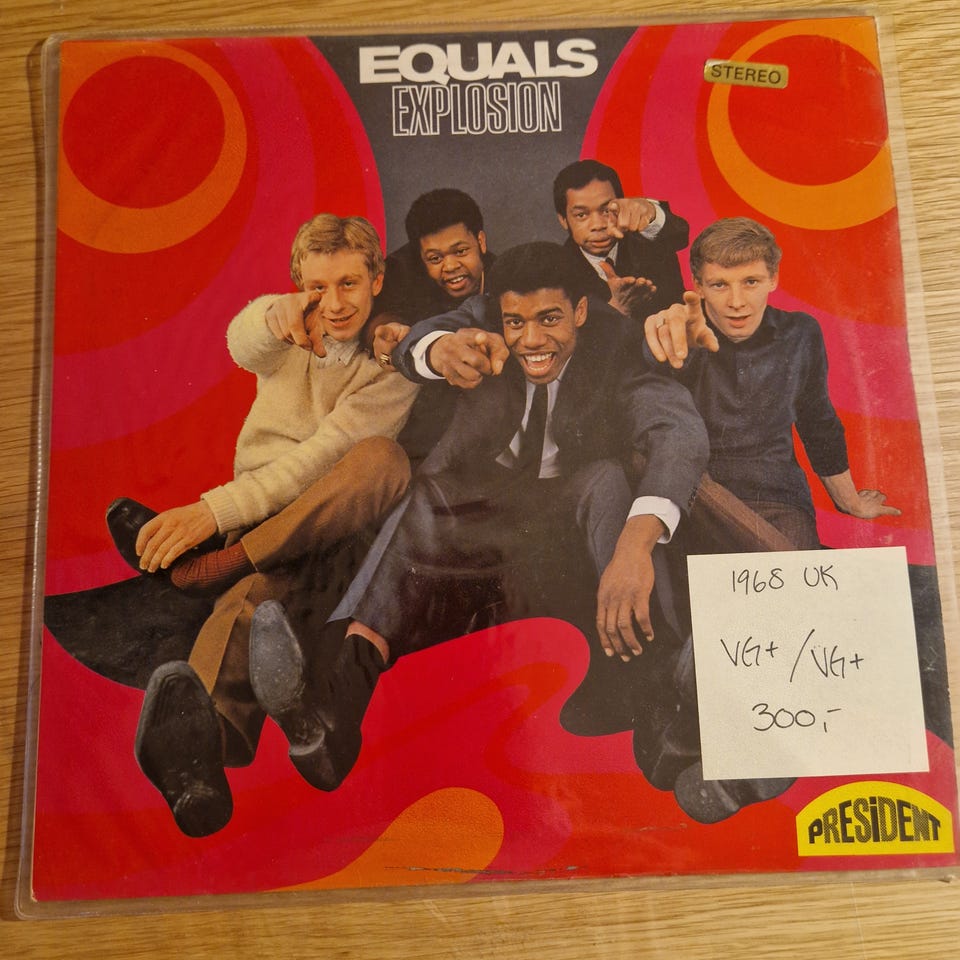 EQUALS
EXPLOSION
STEREO
1968 UK
VG+/VG+
300,-
PRESiDENT